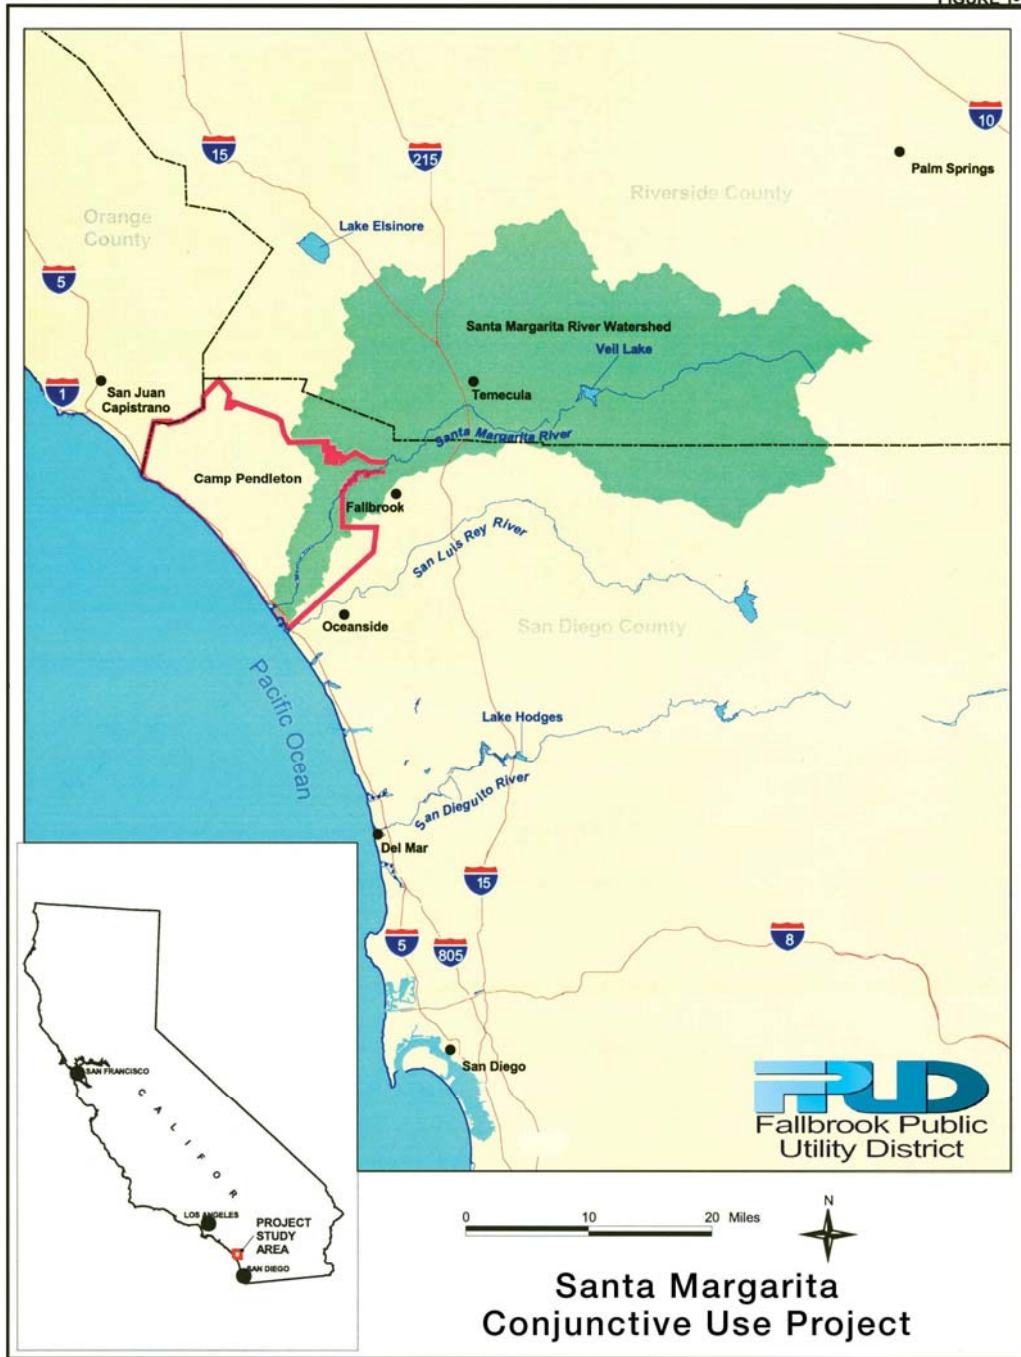 15
215
10
Palm Springs
Riverside County
Orange
County
Lake Elsinore
5
Santa Margarita River Watershed
Veil Lake
1
San Juan
Capistrano
Temecula
Santa Margarita River
Camp Pendleton
Fallbrook
San Luis Rey River
Oceanside
San Diego County
Pacific Ocean
Lake Hodges
San Dieguito River
Del Mar
15
5
805
8
San Diego
SAN FRANCISCO
CALIFOR
LOS ANGELES
PROJECT
STUDY
AREA
SAN DIEGO
FPUD
Fallbrook Public
Utility District
0 10 20 Miles
N
Santa Margarita
Conjunctive Use Project